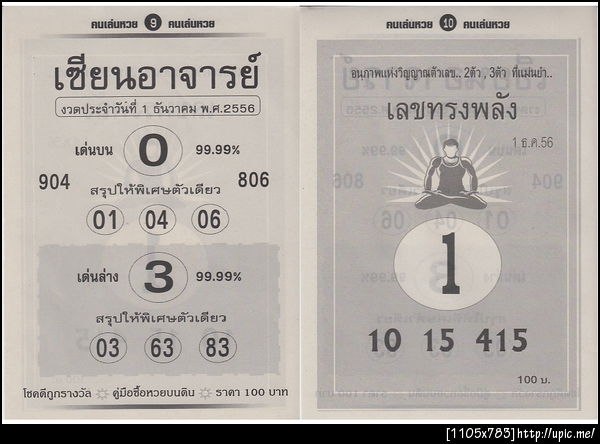 คนเล่นหวย 9 คนเล่นหวย
เซียนอาจารย์
งวดประจำวันที่ 1 ธันวาคม พ.ศ.2556
เด่นบน 0 99.99%
904 806
สรุปให้พิเศษตัวเดียว
01 04 06
เด่นล่าง 3 99.99%
สรุปให้พิเศษตัวเดียว
03 63 83
โชคดีถูกรางวัล คู่มือซื้อหวยบนดิน ราคา 100 บาท
คนเล่นหวย 10 คนเล่นหวย
อนุภาพแห่งวิญญาณตัวเลข.. 2ตัว , 3ตัว ที่แม่นยำ..
เลขทรงพลัง
1 ธ.ค.56
1
10 15 415
100 บ.
[1105x783]http://upic.me/